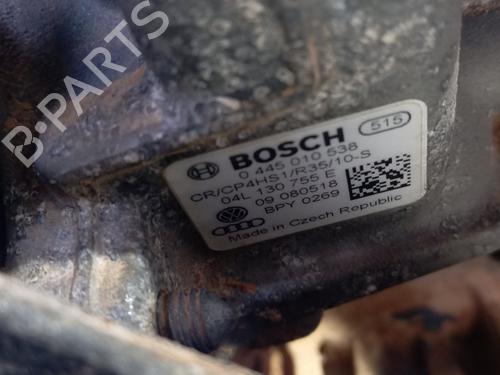 B-PARTS
BOSCH 515
0 445 010 538
CR/CP4HS1/R35/10-S
04L 130 755 E
09 080518
BPY 0269
Made in Czech Republic